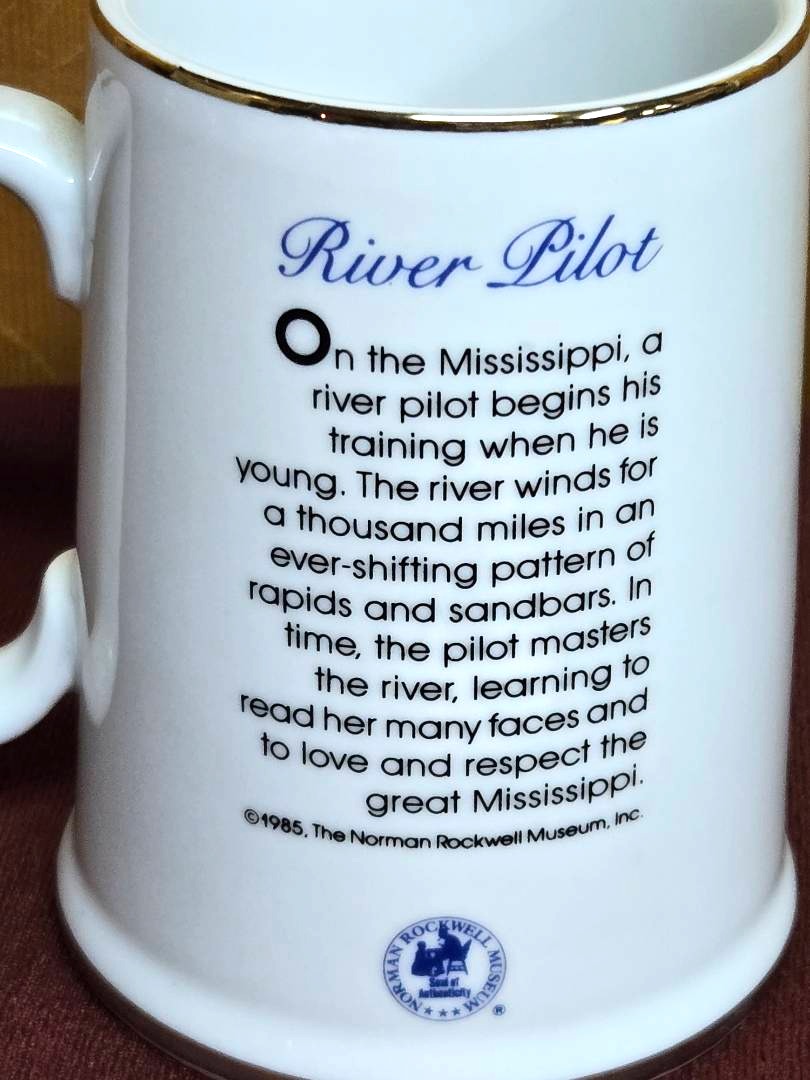 River Pilot
On the Mississippi, a
river pilot begins his
training when he is
young. The river winds for
a thousand miles in an
ever-shifting pattern of
rapids and sandbars. In
time, the pilot masters
the river, learning to
read her many faces and
to love and respect the
great Mississippi.
©1985, The Norman Rockwell Museum, Inc.
NORMAN ROCKWELL MUSEUM
Seal of
Authenticity
★ ★ ★
®